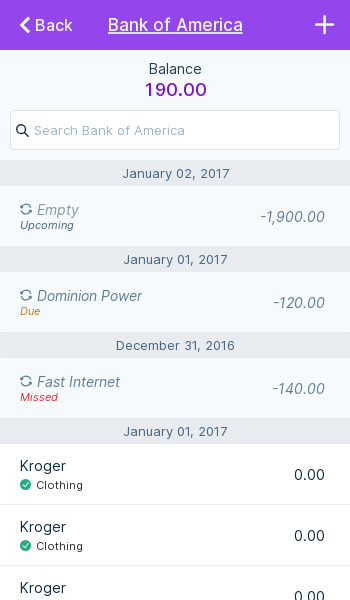 Back
Bank of America
Balance
190.00
Search Bank of America
January 02, 2017
Empty
-1,900.00
Upcoming
January 01, 2017
Dominion Power
-120.00
Due
December 31, 2016
Fast Internet
-140.00
Missed
January 01, 2017
Kroger
0.00
Clothing
Kroger
0.00
Clothing
Kroger
0.00